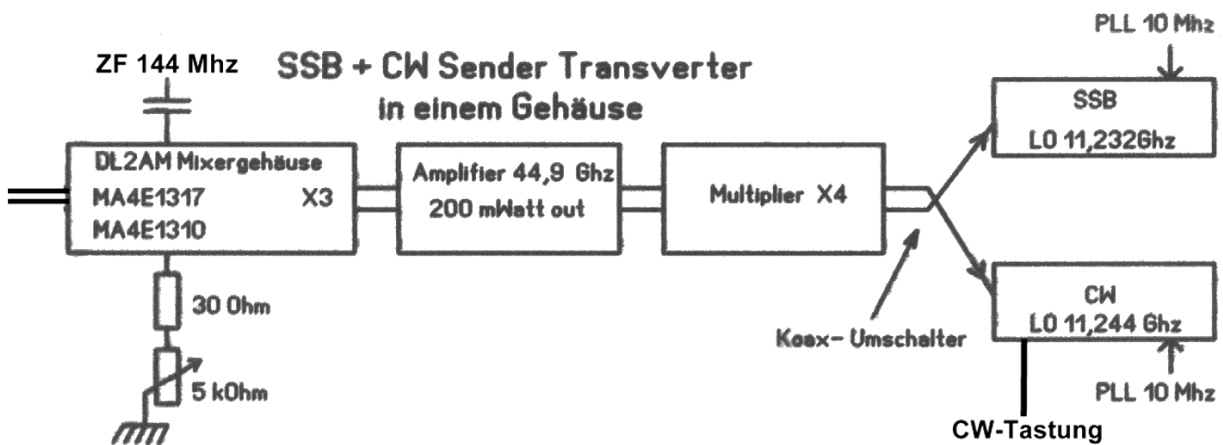 ZF 144 Mhz
SSB + CW Sender Transverter
in einem Gehäuse
PLL 10 Mhz
DL2AM Mixergehäuse
MA4E1317 X3
MA4E1310
Amplifier 44,9 Ghz
200 mWatt out
Multiplier X4
SSB
LO 11,232Ghz
CW
LO 11,244 Ghz
30 Ohm
5 kOhm
Koax- Umschalter
PLL 10 Mhz
CW-Tastung